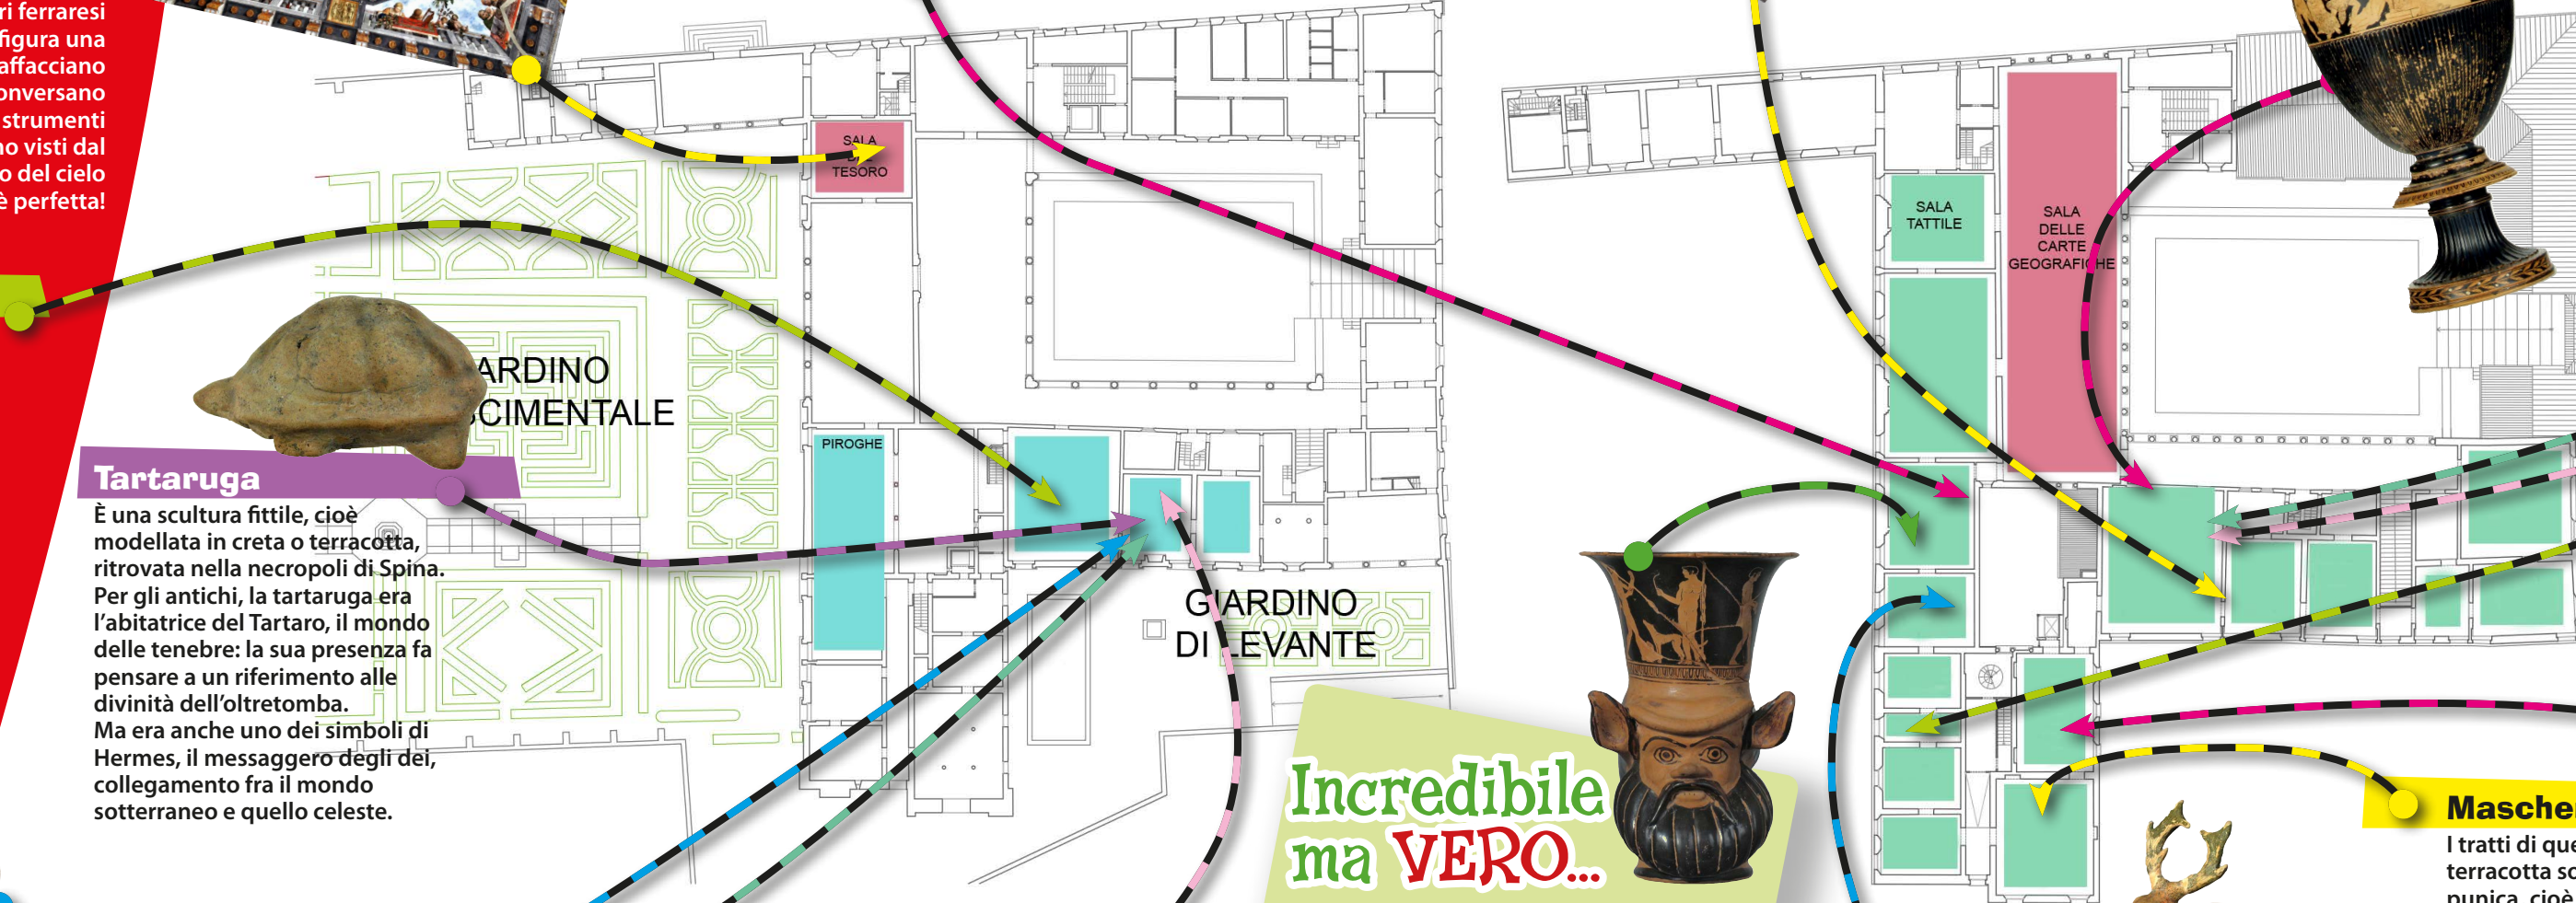 ri ferraresi
figura una
affacciano
onversano
strumenti
no visti dal
o del cielo
è perfetta!
SALA
DEL
TESORO
SALA
TATTILE
SALA
DELLE
CARTE
GEOGRAFICHE
ARDINO
SCIMENTALE
PIROGHE
Tartaruga
È una scultura fittile, cioè
modellata in creta o terracotta,
ritrovata nella necropoli di Spina.
Per gli antichi, la tartaruga era
l’abitatrice del Tartaro, il mondo
delle tenebre: la sua presenza fa
pensare a un riferimento alle
divinità dell’oltretomba.
Ma era anche uno dei simboli di
Hermes, il messaggero degli dei,
collegamento fra il mondo
sotterraneo e quello celeste.
GIARDINO
DI LEVANTE
Incredibile
ma VERO...
Masche
I tratti di que
terracotta so
punica, cioè